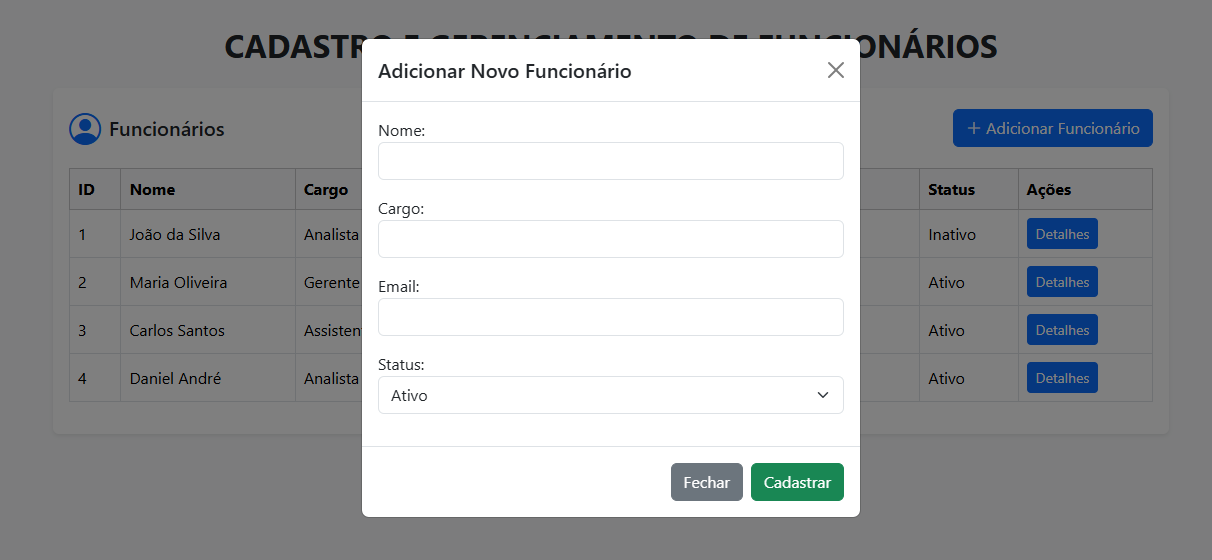 CADASTRO E GERENCIAMENTO DE FUNCIONÁRIOS
Adicionar Novo Funcionário
Funcionários
+ Adicionar Funcionário
Nome:
Cargo:
Email:
Status:
Ativo
Fechar Cadastrar
ID Nome Cargo Status Ações
1 João da Silva Analista Inativo Detalhes
2 Maria Oliveira Gerente Ativo Detalhes
3 Carlos Santos Ativo Detalhes
4 Daniel André Analista Ativo Detalhes